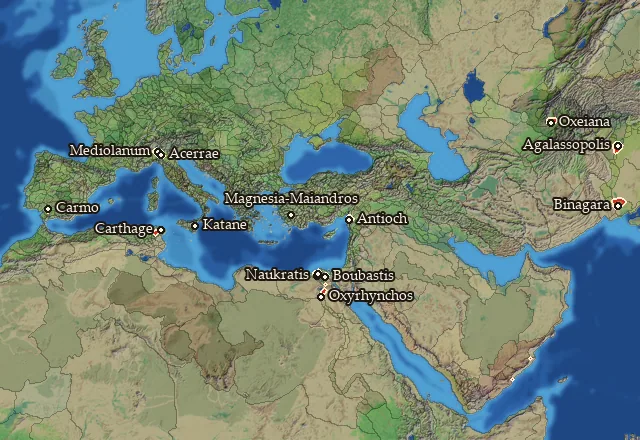 Oxeiana
Agalassopolis
Mediolanum
Acerrae
Magnesia-Maiandros
Binagara
Carmo
Carthage
Katane
Antioch
Naukratis
Boubastis
Oxyrhynchos